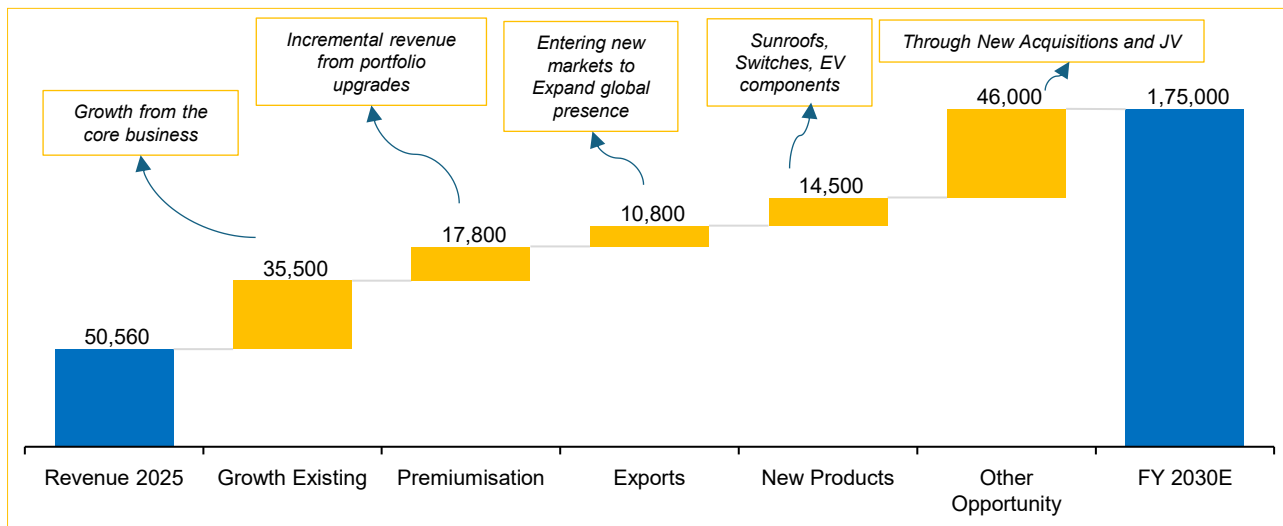 Growth from the
core business
Incremental revenue
from portfolio
upgrades
Entering new
markets to
Expand global
presence
Sunroofs,
Switches, EV
components
Through New Acquisitions and JV
50,560
35,500
17,800
10,800
14,500
46,000
1,75,000
Revenue 2025
Growth Existing
Premiumisation
Exports
New Products
Other
Opportunity
FY 2030E